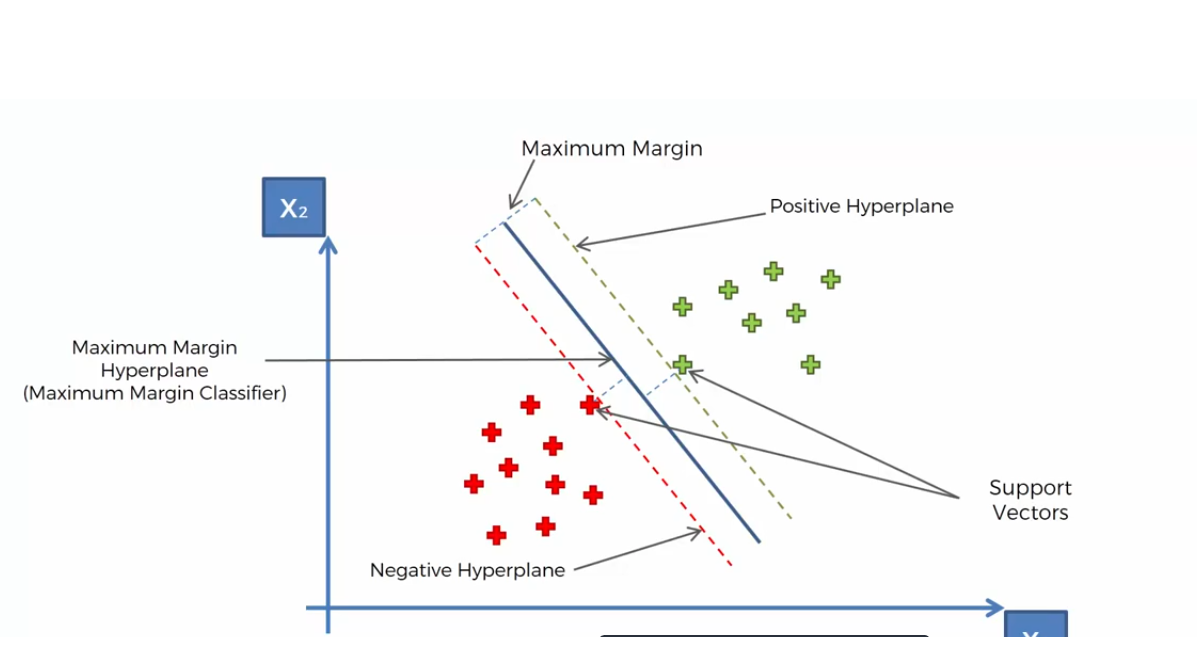 Maximum Margin
X2
Positive Hyperplane
Maximum Margin
Hyperplane
(Maximum Margin Classifier)
Support
Vectors
Negative Hyperplane